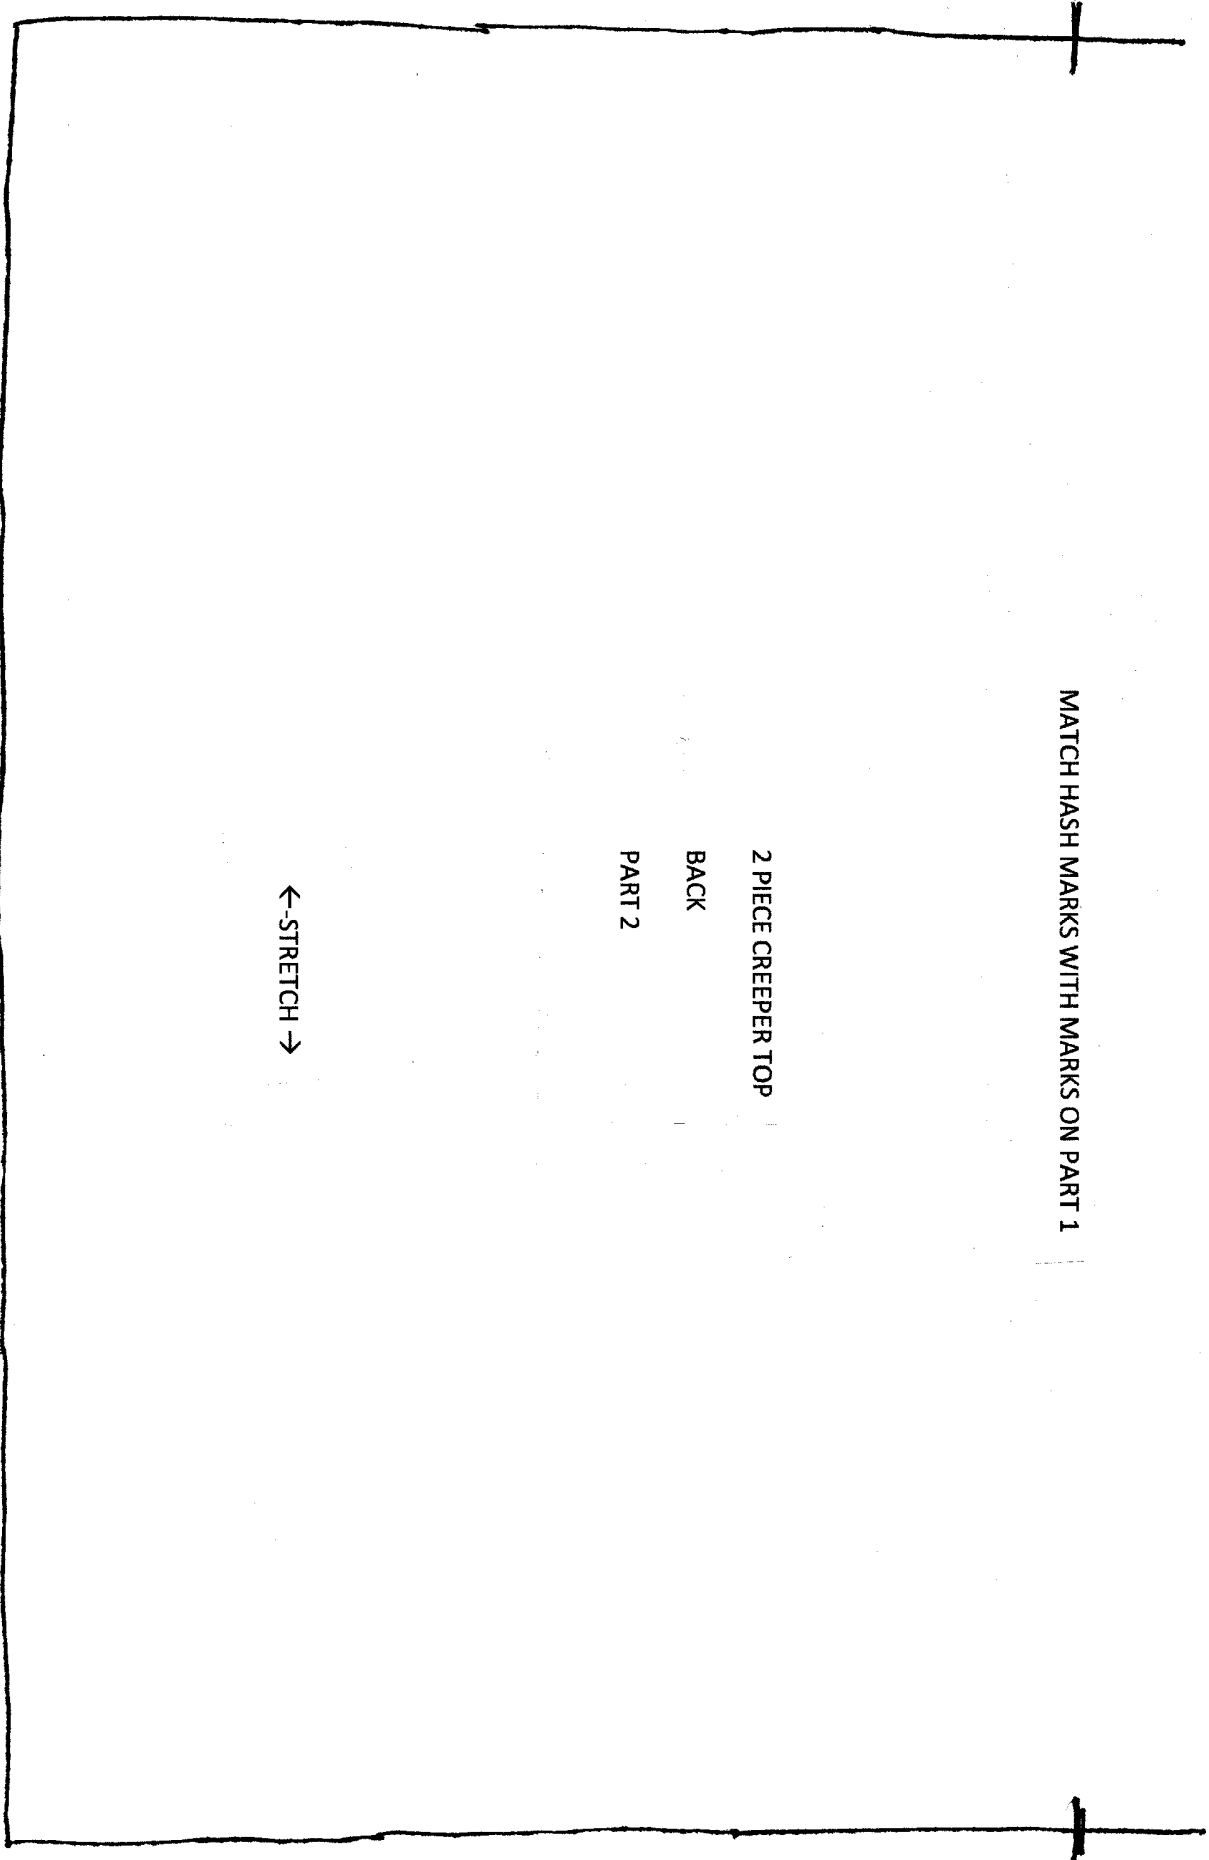 MATCH HASH MARKS WITH MARKS ON PART 1
2 PIECE CREEPER TOP
BACK
PART 2
←-STRETCH →